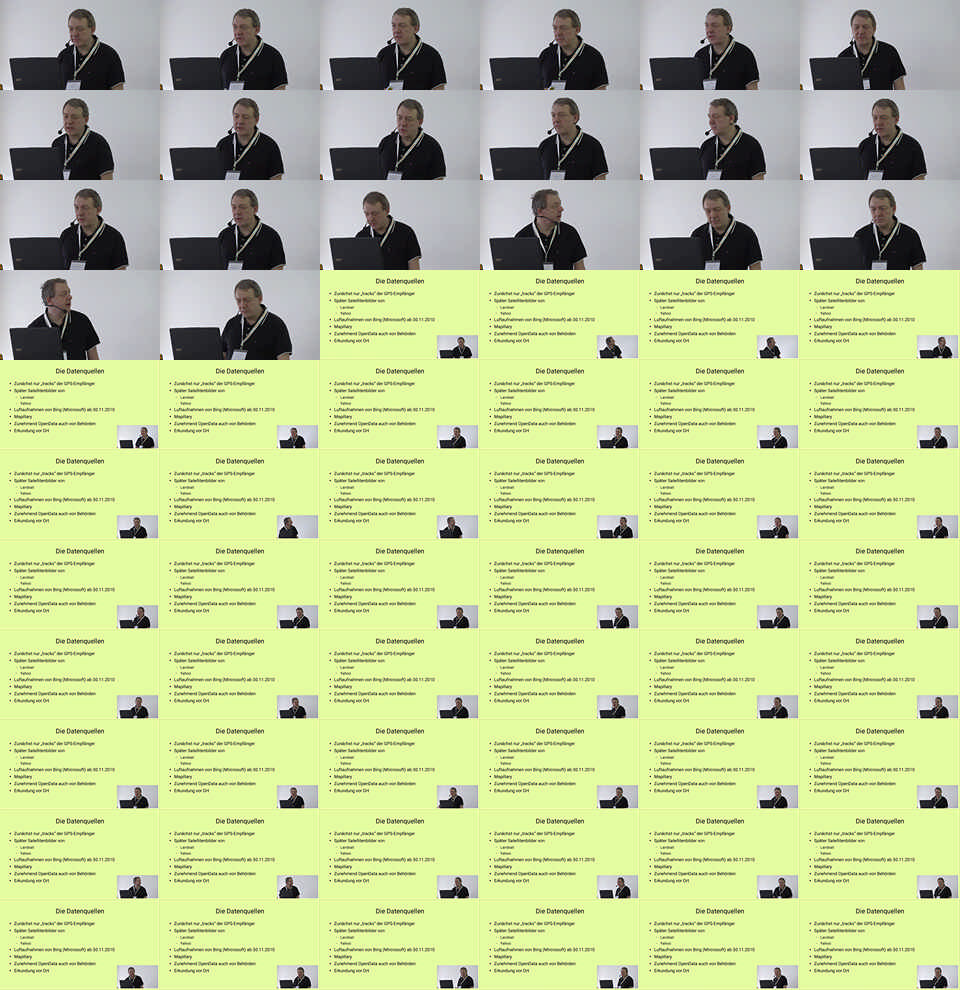 Die Datenquellen
Zunächst nur „tracks“ der GPS-Empfänger
Später Satellitenbilder von
Landsat
Yahoo
Luftaufnahmen von Bing (Microsoft) ab 30.11.2010
Mapillary
Zunehmend OpenData auch von Behörden
Erkundung vor Ort